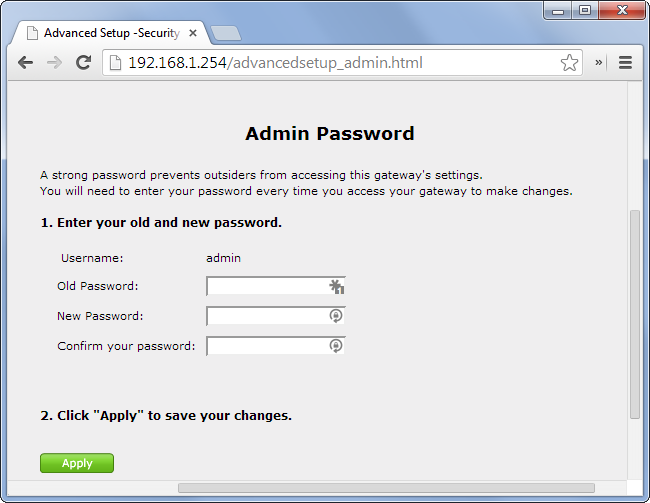 Advanced Setup -Security
192.168.1.254/advancedsetup_admin.html
Admin Password
A strong password prevents outsiders from accessing this gateway's settings.
You will need to enter your password every time you access your gateway to make changes.
1. Enter your old and new password.
Username: admin
Old Password:
New Password:
Confirm your password:
2. Click "Apply" to save your changes.
Apply